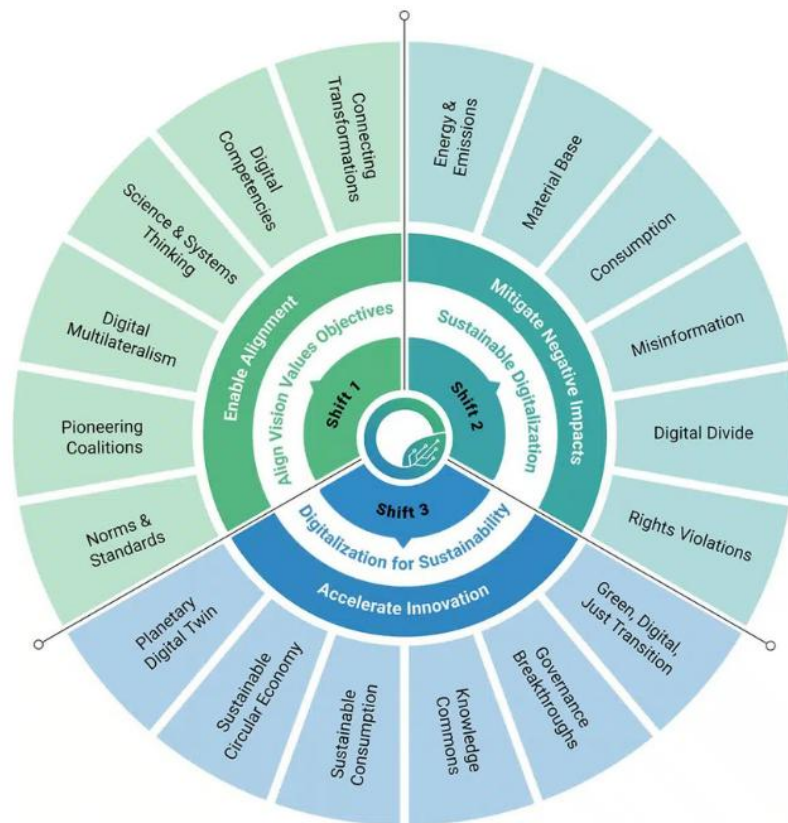 Shift 1
Align Vision Values Objectives
Enable Alignment
Norms &
Standards
Pioneering
Coalitions
Digital
Multilateralism
Science & Systems
Thinking
Digital
Competencies
Connecting
Transformations
Shift 2
Sustainable Digitalization
Mitigate Negative Impacts
Energy &
Emissions
Material Base
Consumption
Misinformation
Digital Divide
Rights Violations
Shift 3
Digitalization for Sustainability
Accelerate Innovation
Green, Digital,
Just Transition
Governance
Breakthroughs
Knowledge
Commons
Sustainable
Consumption
Sustainable
Circular Economy
Planetary
Digital Twin